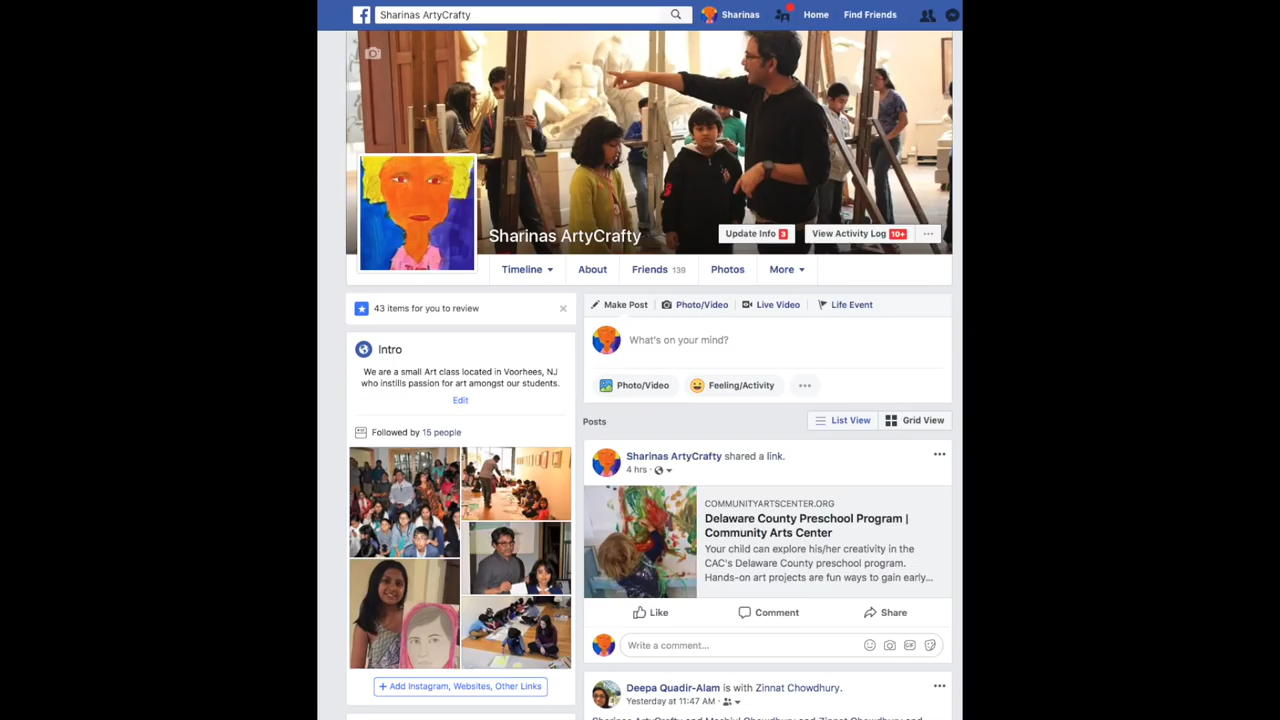 Sharinas ArtyCrafty
Sharinas
Home
Find Friends
Sharinas ArtyCrafty
Update Info 3
View Activity Log 10+
Timeline
About
Friends 139
Photos
More
43 items for you to review
Intro
We are a small Art class located in Voorhees, NJ
who instills passion for art amongst our students.
Edit
Followed by 15 people
+ Add Instagram, Websites, Other Links
Make Post
Photo/Video
Live Video
Life Event
What's on your mind?
Photo/Video
Feeling/Activity
Posts
List View
Grid View
Sharinas ArtyCrafty shared a link.
4 hrs ·
COMMUNITYARTSCENTER.ORG
Delaware County Preschool Program |
Community Arts Center
Your child can explore his/her creativity in the
CAC's Delaware County preschool program.
Hands-on art projects are fun ways to gain early...
Like
Comment
Share
Write a comment...
GIF
Deepa Quadir-Alam is with Zinnat Chowdhury.
Yesterday at 11:47 AM ·